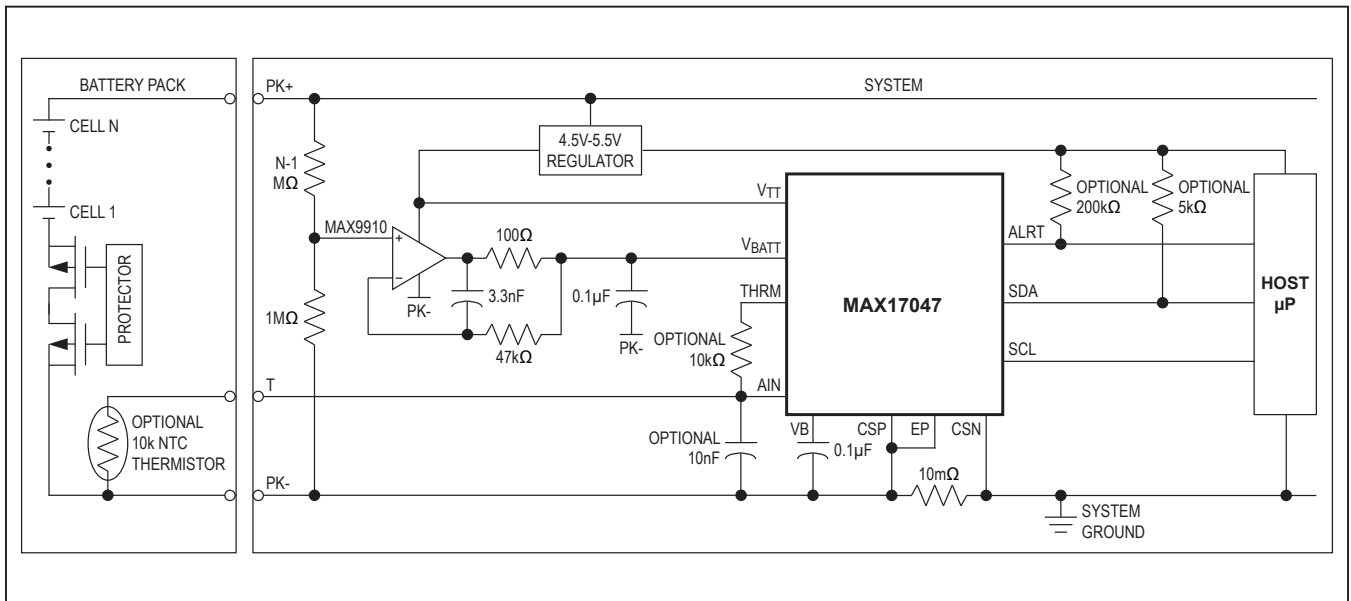 BATTERY PACK
PK+
SYSTEM
CELL N
4.5V-5.5V
REGULATOR
N-1
MΩ
CELL 1
VTT
OPTIONAL
200kΩ
OPTIONAL
5kΩ
MAX9910
+
−
100Ω
VBATT
ALRT
PROTECTOR
PK-
3.3nF
0.1µF
THRM
MAX17047
SDA
HOST
µP
1MΩ
47kΩ
PK-
OPTIONAL
10kΩ
SCL
T
AIN
OPTIONAL
10k NTC
THERMISTOR
OPTIONAL
10nF
VB
0.1µF
CSP
EP
CSN
10mΩ
PK-
SYSTEM
GROUND